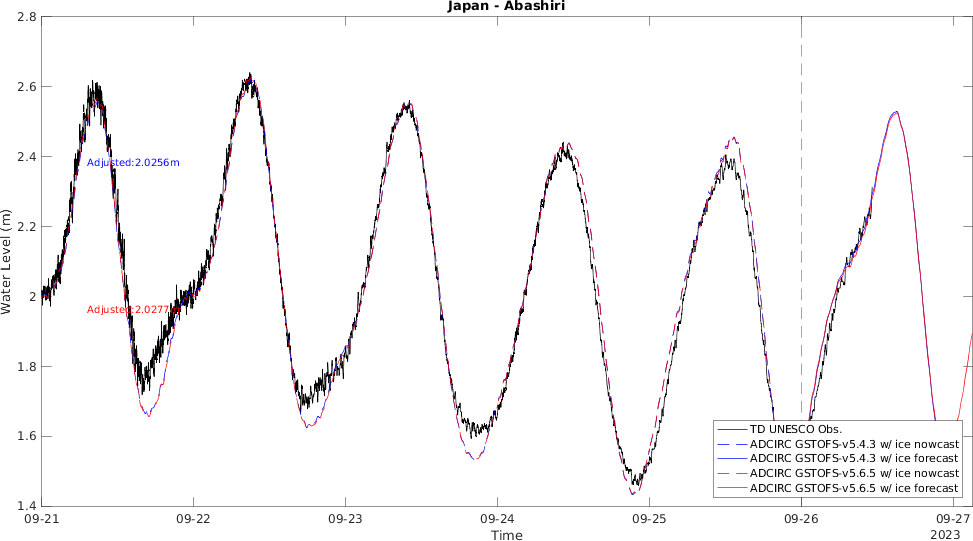 Japan - Abashiri
2.8
2.6
2.4
2.2
2
1.8
1.6
1.4
Water Level (m)
Adjusted:2.0256m
Adjusted:2.0277
TD UNESCO Obs.
ADCIRC GSTOFS-v5.4.3 w/ ice nowcast
ADCIRC GSTOFS-v5.4.3 w/ ice forecast
ADCIRC GSTOFS-v5.6.5 w/ ice nowcast
ADCIRC GSTOFS-v5.6.5 w/ ice forecast
09-21
09-22
09-23
09-24
09-25
09-26
09-27
Time
2023